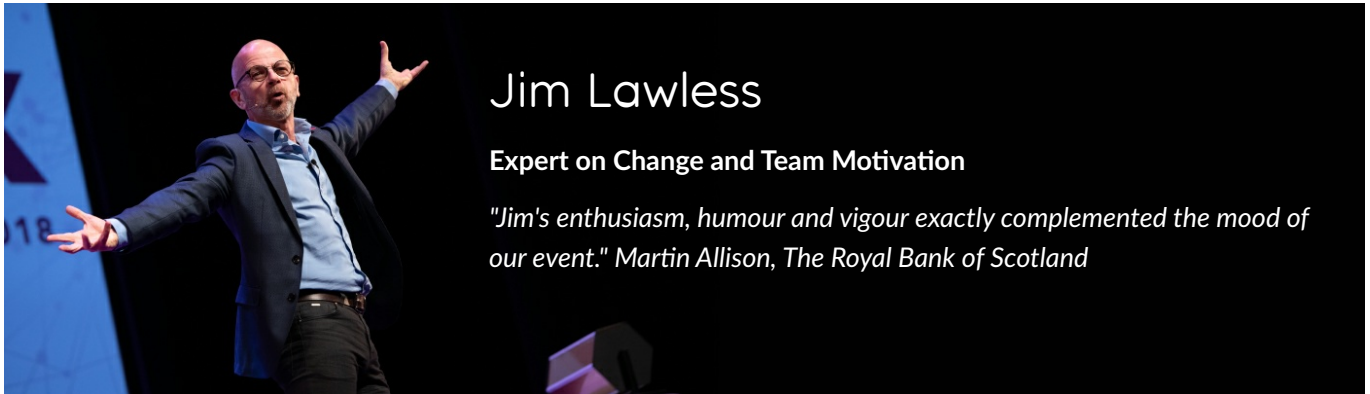 Jim Lawless
Expert on Change and Team Motivation
"Jim's enthusiasm, humour and vigour exactly complemented the mood of
our event." Martin Allison, The Royal Bank of Scotland